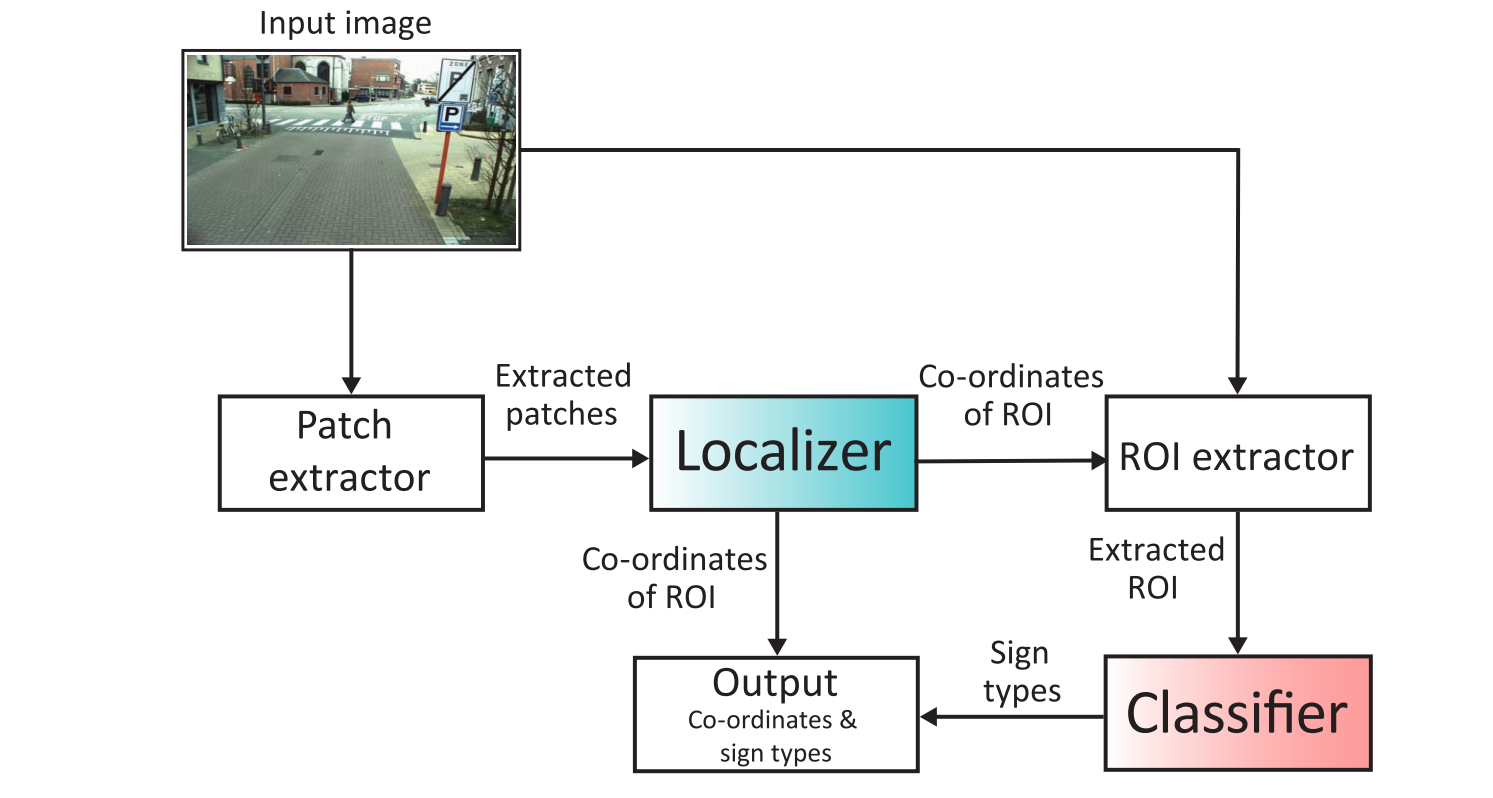 Input image
ZONE
P
P
STOP
Extracted
patches
Co-ordinates
of ROI
Patch
extractor
Localizer
ROI extractor
Co-ordinates
of ROI
Extracted
ROI
Sign
types
Output
Co-ordinates &
sign types
Classifier